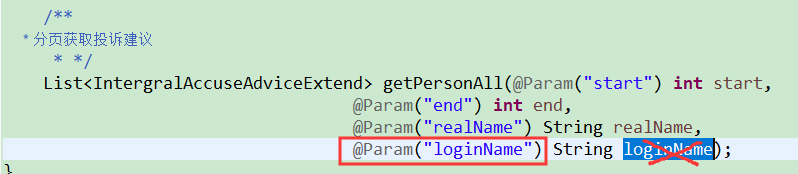 /**
* 分页获取投诉建议
* */
List<IntergralAccuseAdviceExtend> getPersonAll(@Param("start") int start,
@Param("end") int end,
@Param("realName") String realName,
@Param("loginName") String loginName);
}